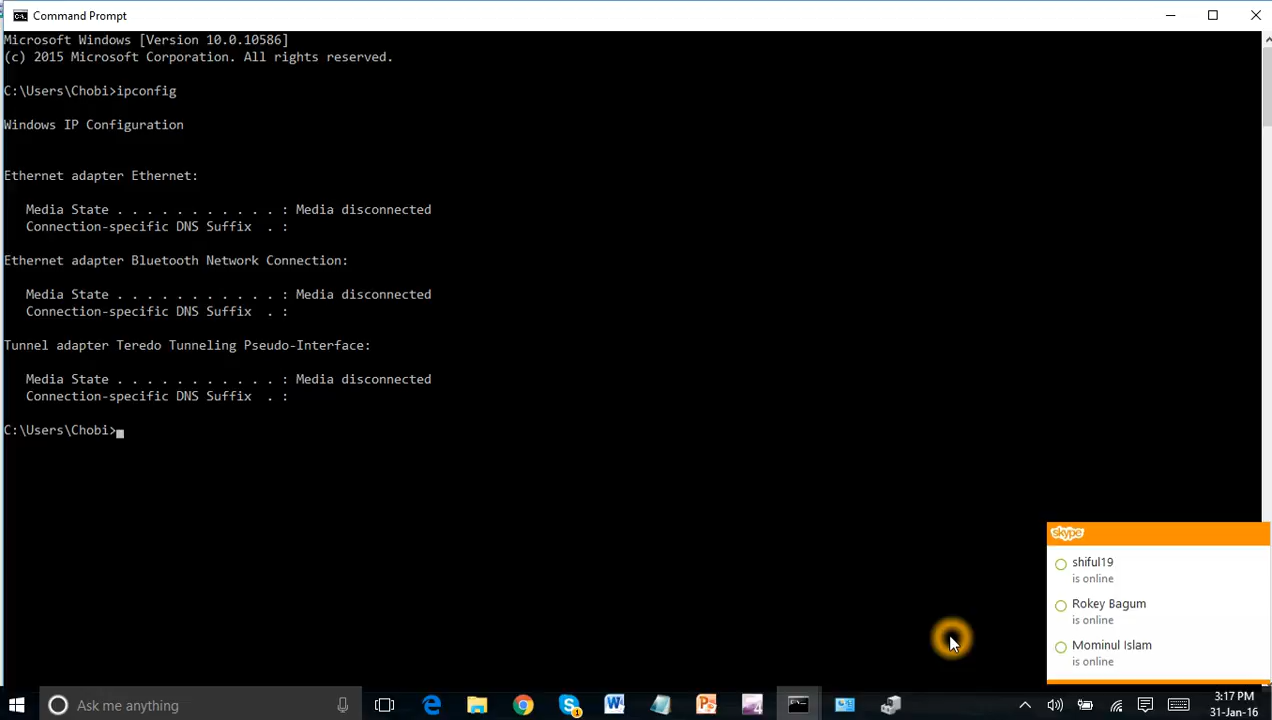 Command Prompt
Microsoft Windows [Version 10.0.10586]
(c) 2015 Microsoft Corporation. All rights reserved.
C:\Users\Chobi>ipconfig
Windows IP Configuration
Ethernet adapter Ethernet:
Media State . . . . . . . . . . . : Media disconnected
Connection-specific DNS Suffix  . :
Ethernet adapter Bluetooth Network Connection:
Media State . . . . . . . . . . . : Media disconnected
Connection-specific DNS Suffix  . :
Tunnel adapter Teredo Tunneling Pseudo-Interface:
Media State . . . . . . . . . . . : Media disconnected
Connection-specific DNS Suffix  . :
C:\Users\Chobi>
skype
shiful19
is online
Rokey Bagum
is online
Mominul Islam
is online
Ask me anything
1
3:17 PM
31-Jan-16